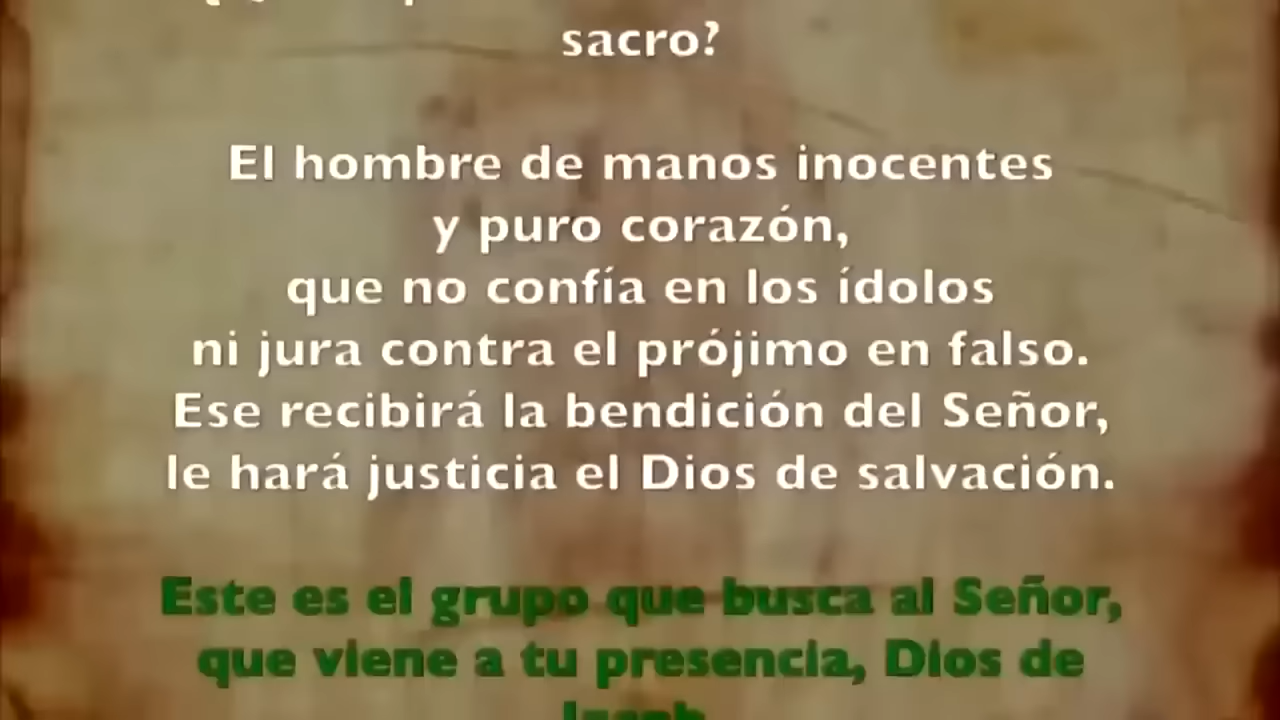 sacro?
El hombre de manos inocentes
y puro corazón,
que no confía en los ídolos
ni jura contra el prójimo en falso.
Ese recibirá la bendición del Señor,
le hará justicia el Dios de salvación.
Este es el grupo que busca al Señor,
que viene a tu presencia, Dios de